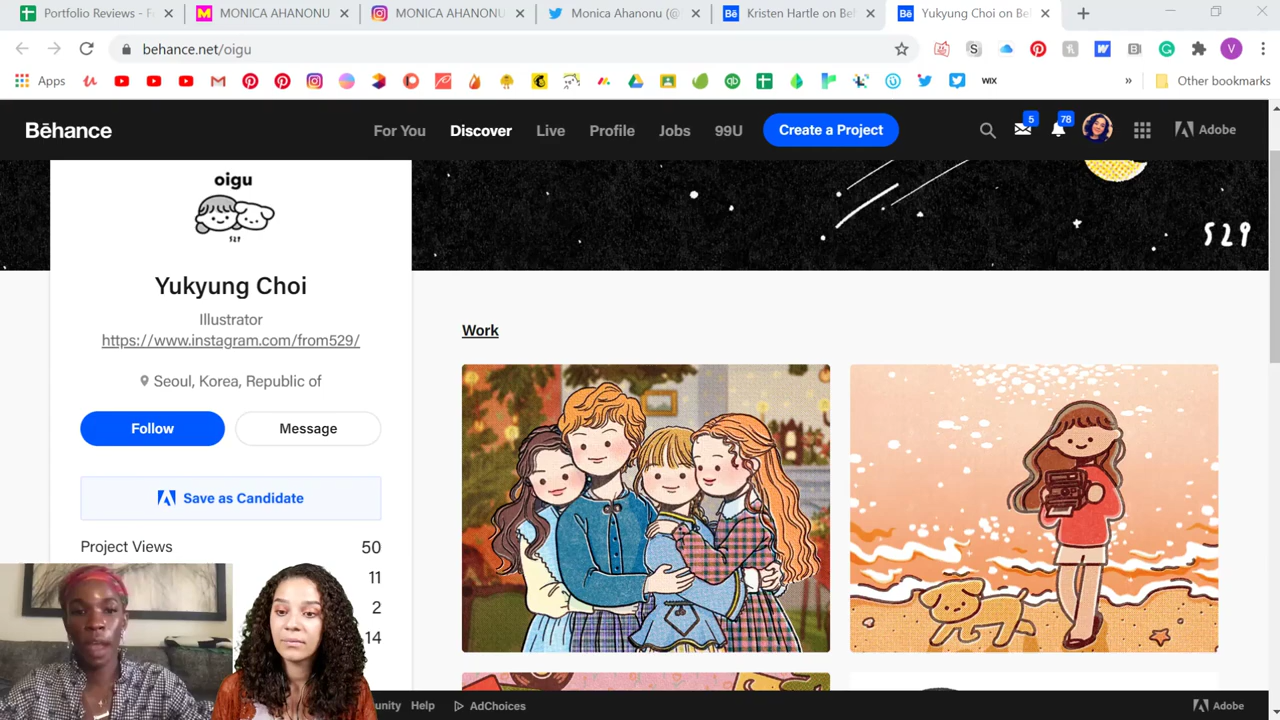 Portfolio Reviews - F
MONICA AHANONU
MONICA AHANONU
Monica Ahanonu (@
Kristen Hartle on Be
Yukyung Choi on Be
behance.net/oigu
V
Apps
WIX
Other bookmarks
Bēhance
For You
Discover
Live
Profile
Jobs
99U
Create a Project
5
78
Adobe
oigu
529
529
Yukyung Choi
Illustrator
https://www.instagram.com/from529/
Seoul, Korea, Republic of
Follow
Message
Save as Candidate
Project Views 50
11
2
14
Work
unity
Help
AdChoices
Adobe